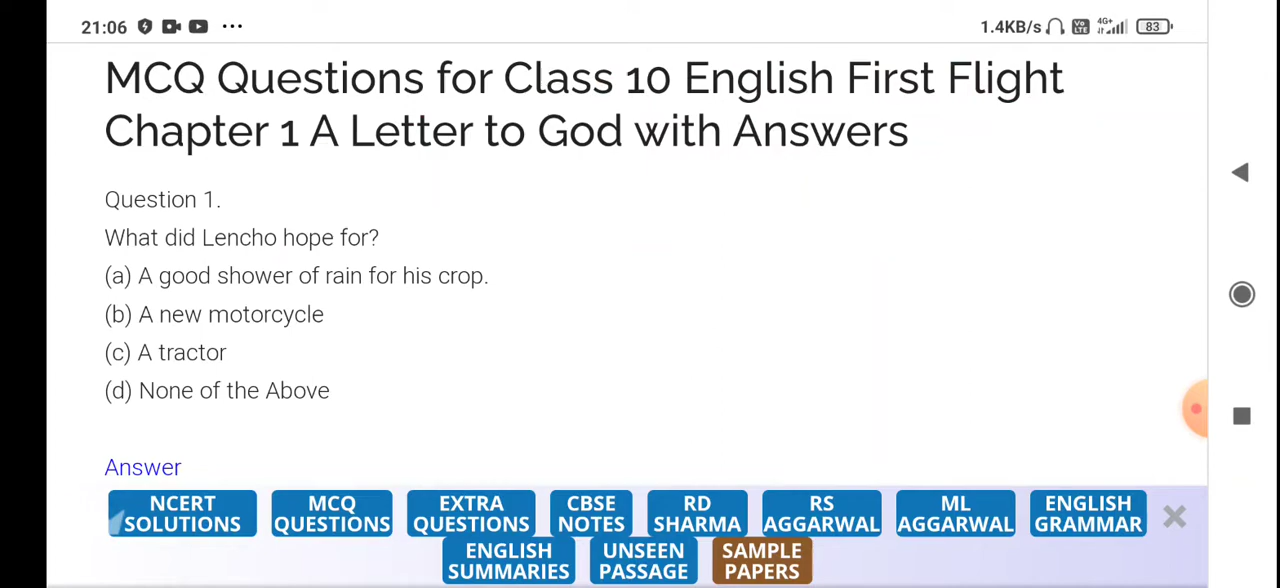 21:06 ... 1.4KB/s Vo LTE 4G+ 83
MCQ Questions for Class 10 English First Flight
Chapter 1 A Letter to God with Answers
Question 1.
What did Lencho hope for?
(a) A good shower of rain for his crop.
(b) A new motorcycle
(c) A tractor
(d) None of the Above
Answer
NCERT SOLUTIONS
MCQ QUESTIONS
EXTRA QUESTIONS
CBSE NOTES
RD SHARMA
RS AGGARWAL
ML AGGARWAL
ENGLISH GRAMMAR
ENGLISH SUMMARIES
UNSEEN PASSAGE
SAMPLE PAPERS